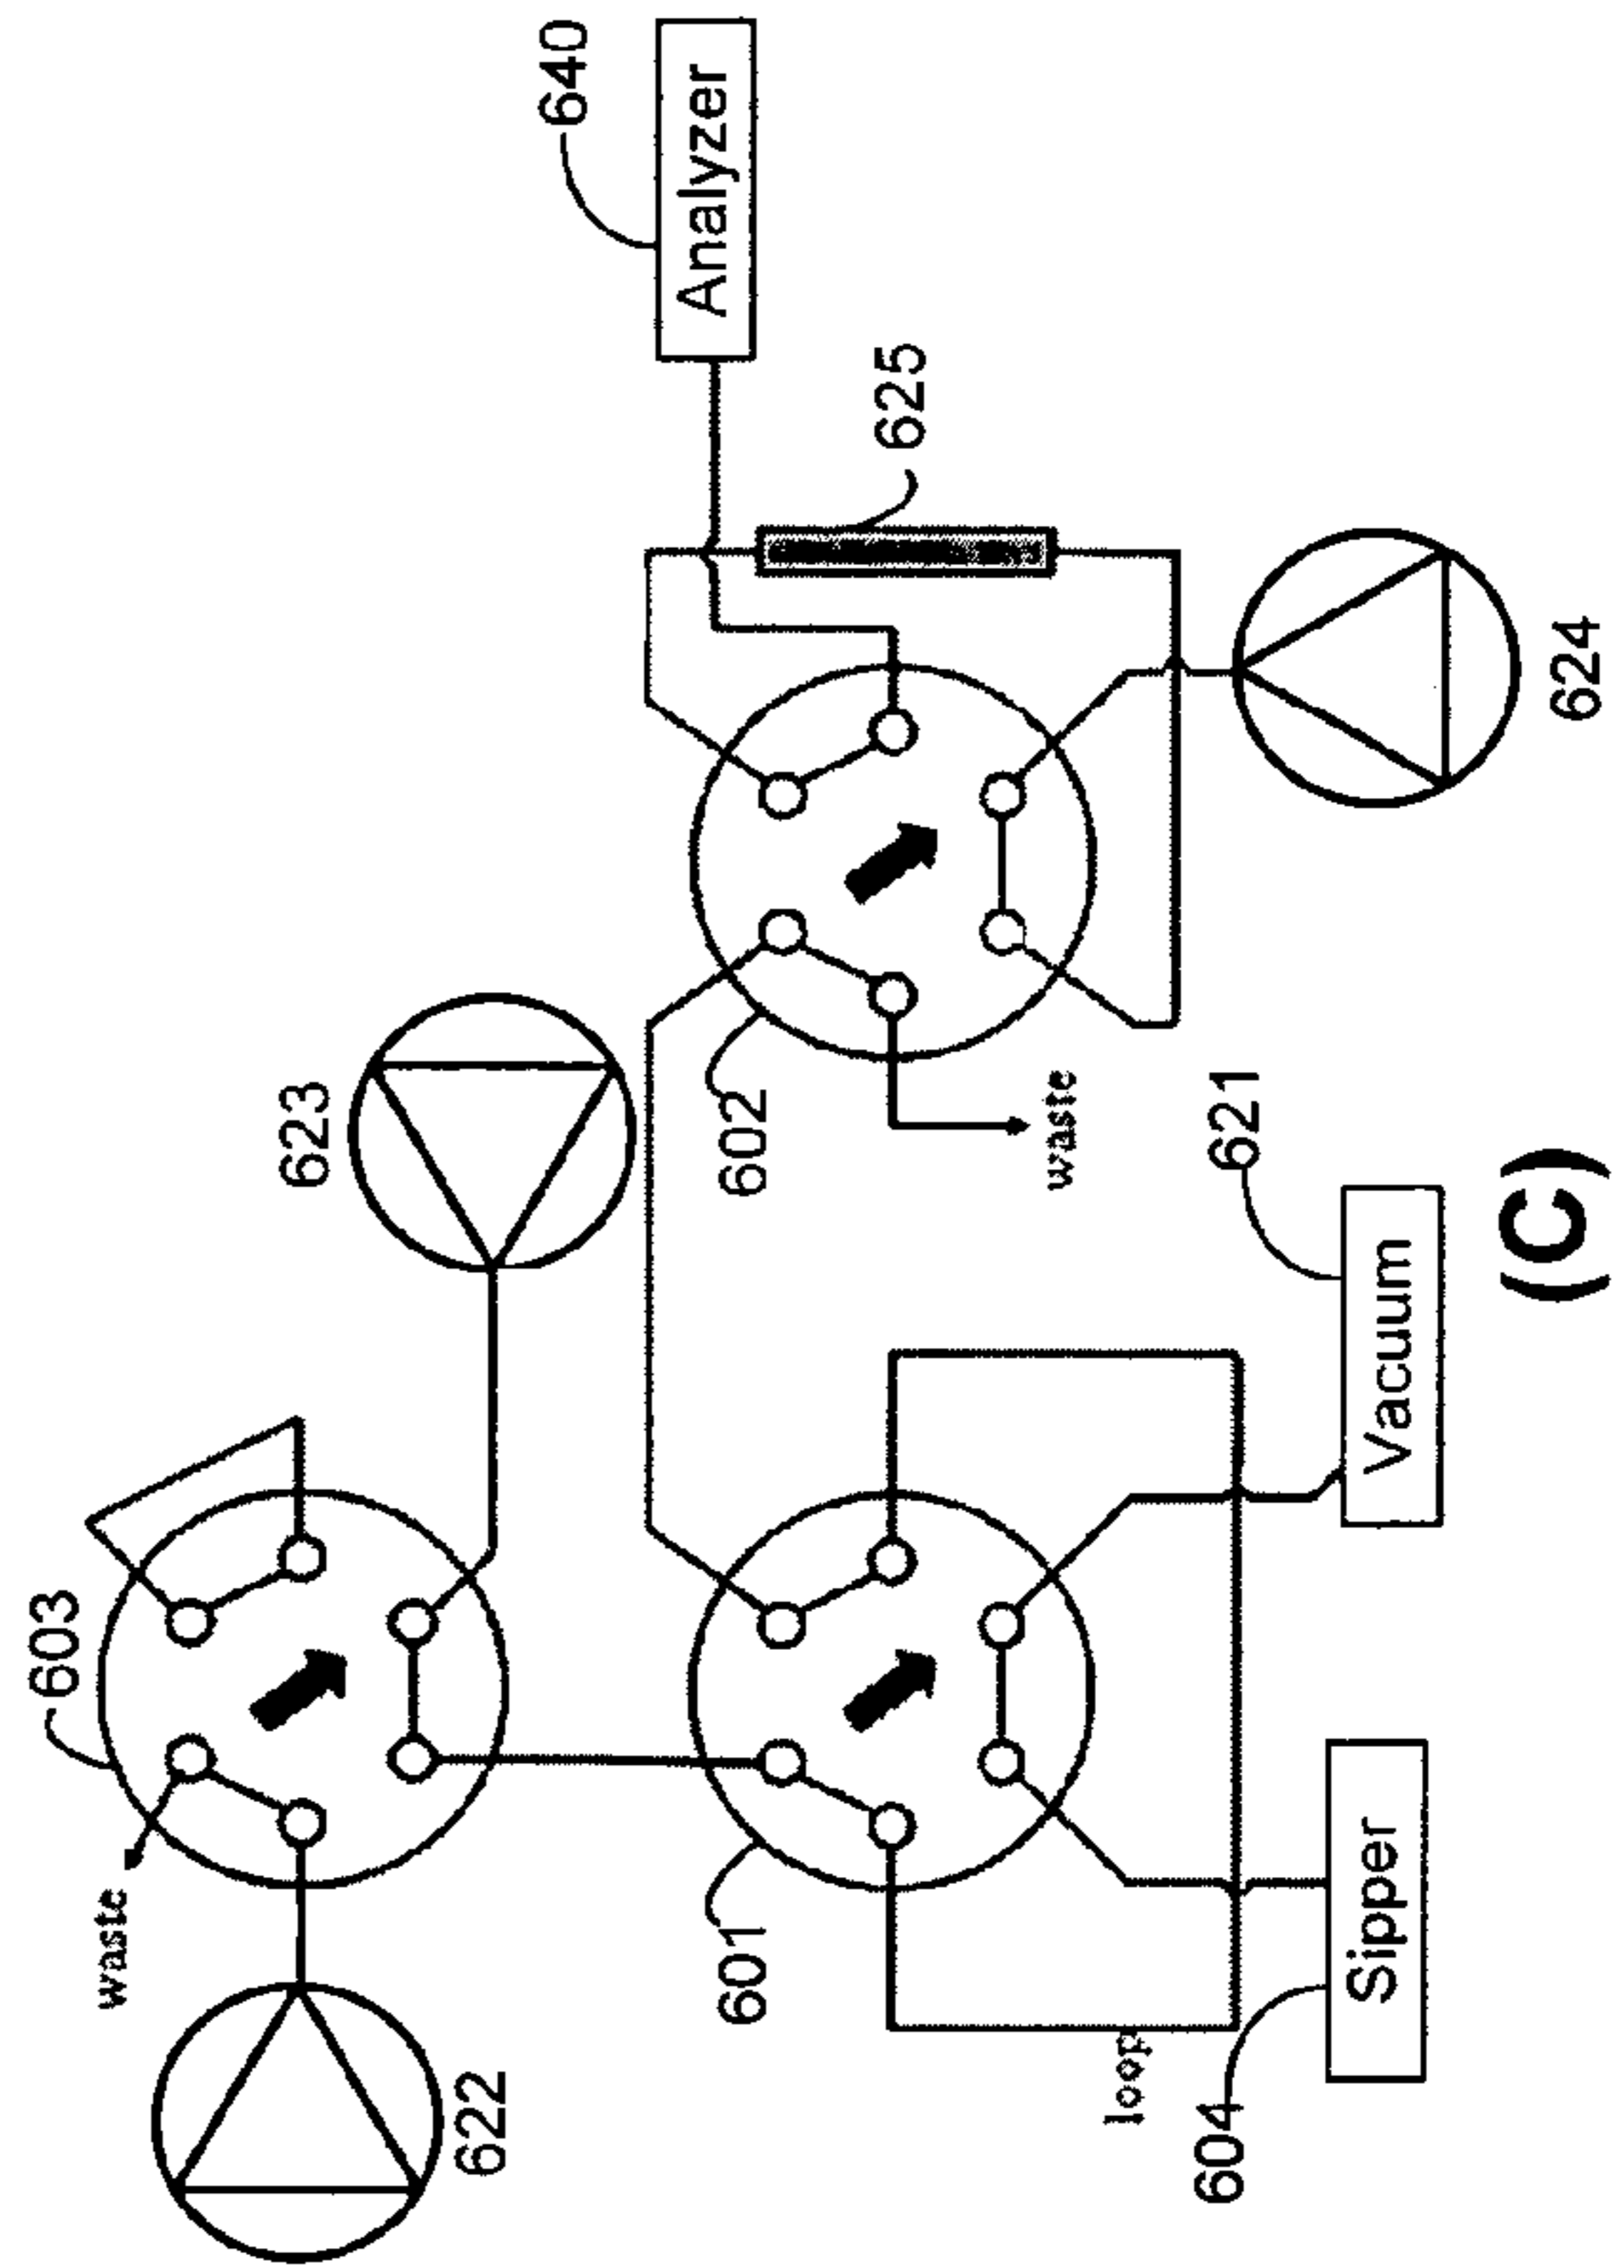 603
waste
622
623
640
Analyzer
601
602
625
loop
waste
604
Sipper
621
Vacuum
624
(C)